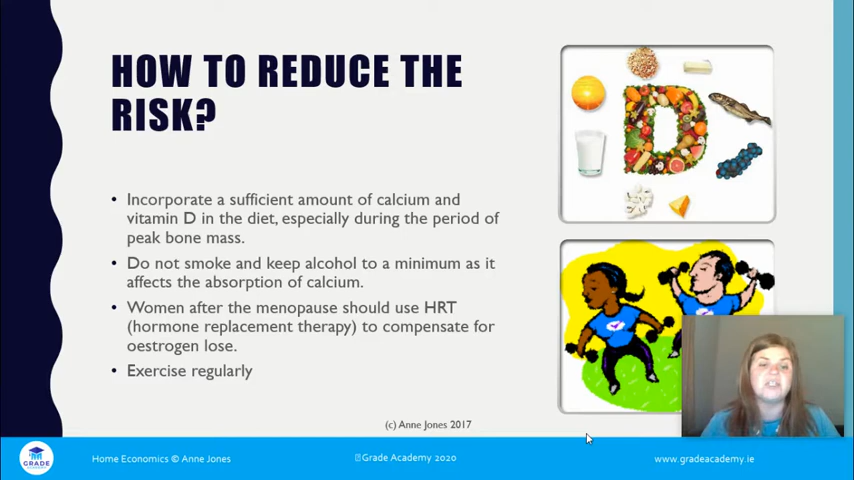 HOW TO REDUCE THE
RISK?
• Incorporate a sufficient amount of calcium and
vitamin D in the diet, especially during the period of
peak bone mass.
• Do not smoke and keep alcohol to a minimum as it
affects the absorption of calcium.
• Women after the menopause should use HRT
(hormone replacement therapy) to compensate for
oestrogen lose.
• Exercise regularly
D
(c) Anne Jones 2017
GRADE
Home Economics © Anne Jones
Grade Academy 2020
www.gradeacademy.ie